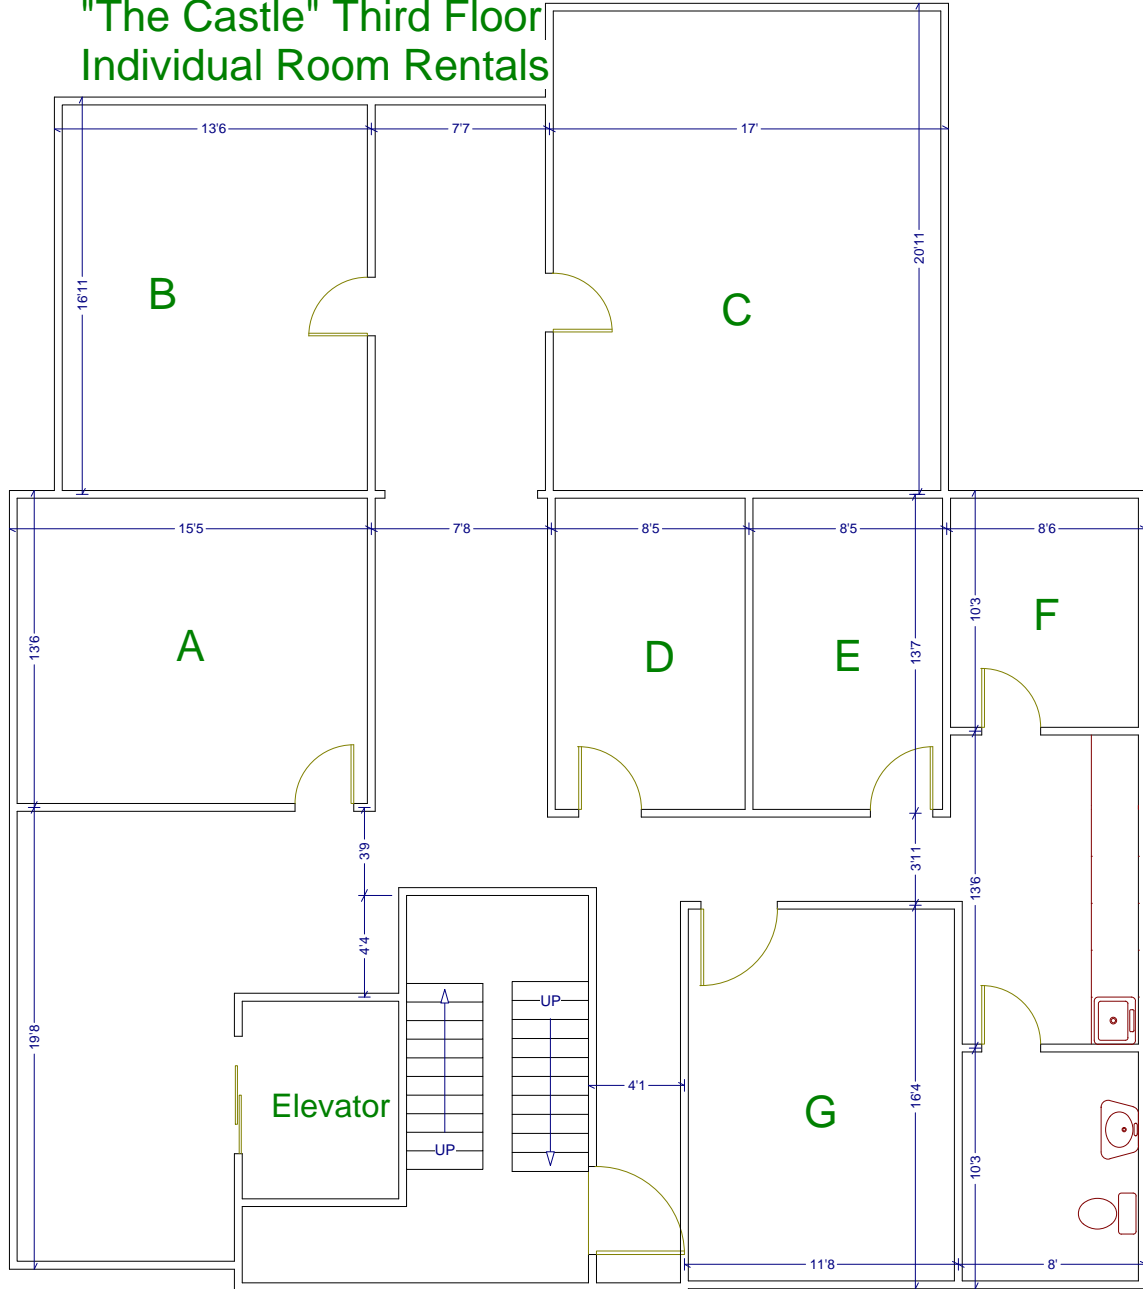 "The Castle" Third Floor
Individual Room Rentals
13'6
7'7
17'
16'11
20'11
B
C
15'5
7'8
8'5
8'5
8'6
13'6
10'3
13'7
A
D
E
F
3'9
3'11
13'6
4'4
UP
19'8
4'1
16'4
Elevator
G
UP
10'3
11'8
8'